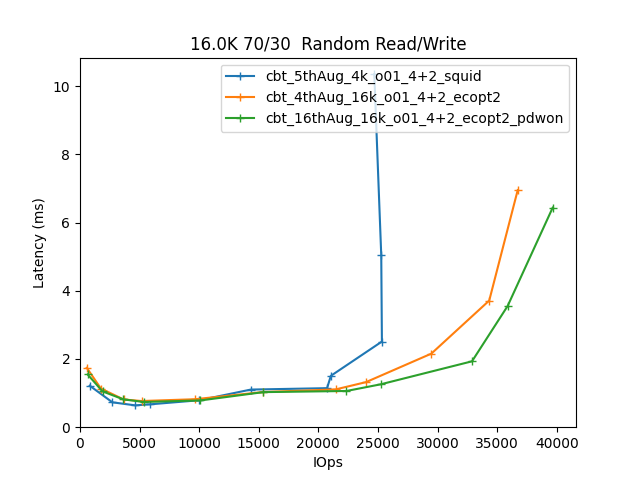 16.0K 70/30  Random Read/Write
cbt_5thAug_4k_o01_4+2_squid
cbt_4thAug_16k_o01_4+2_ecopt2
cbt_16thAug_16k_o01_4+2_ecopt2_pdwon
Latency (ms)
10
8
6
4
2
0
0 5000 10000 15000 20000 25000 30000 35000 40000
IOps